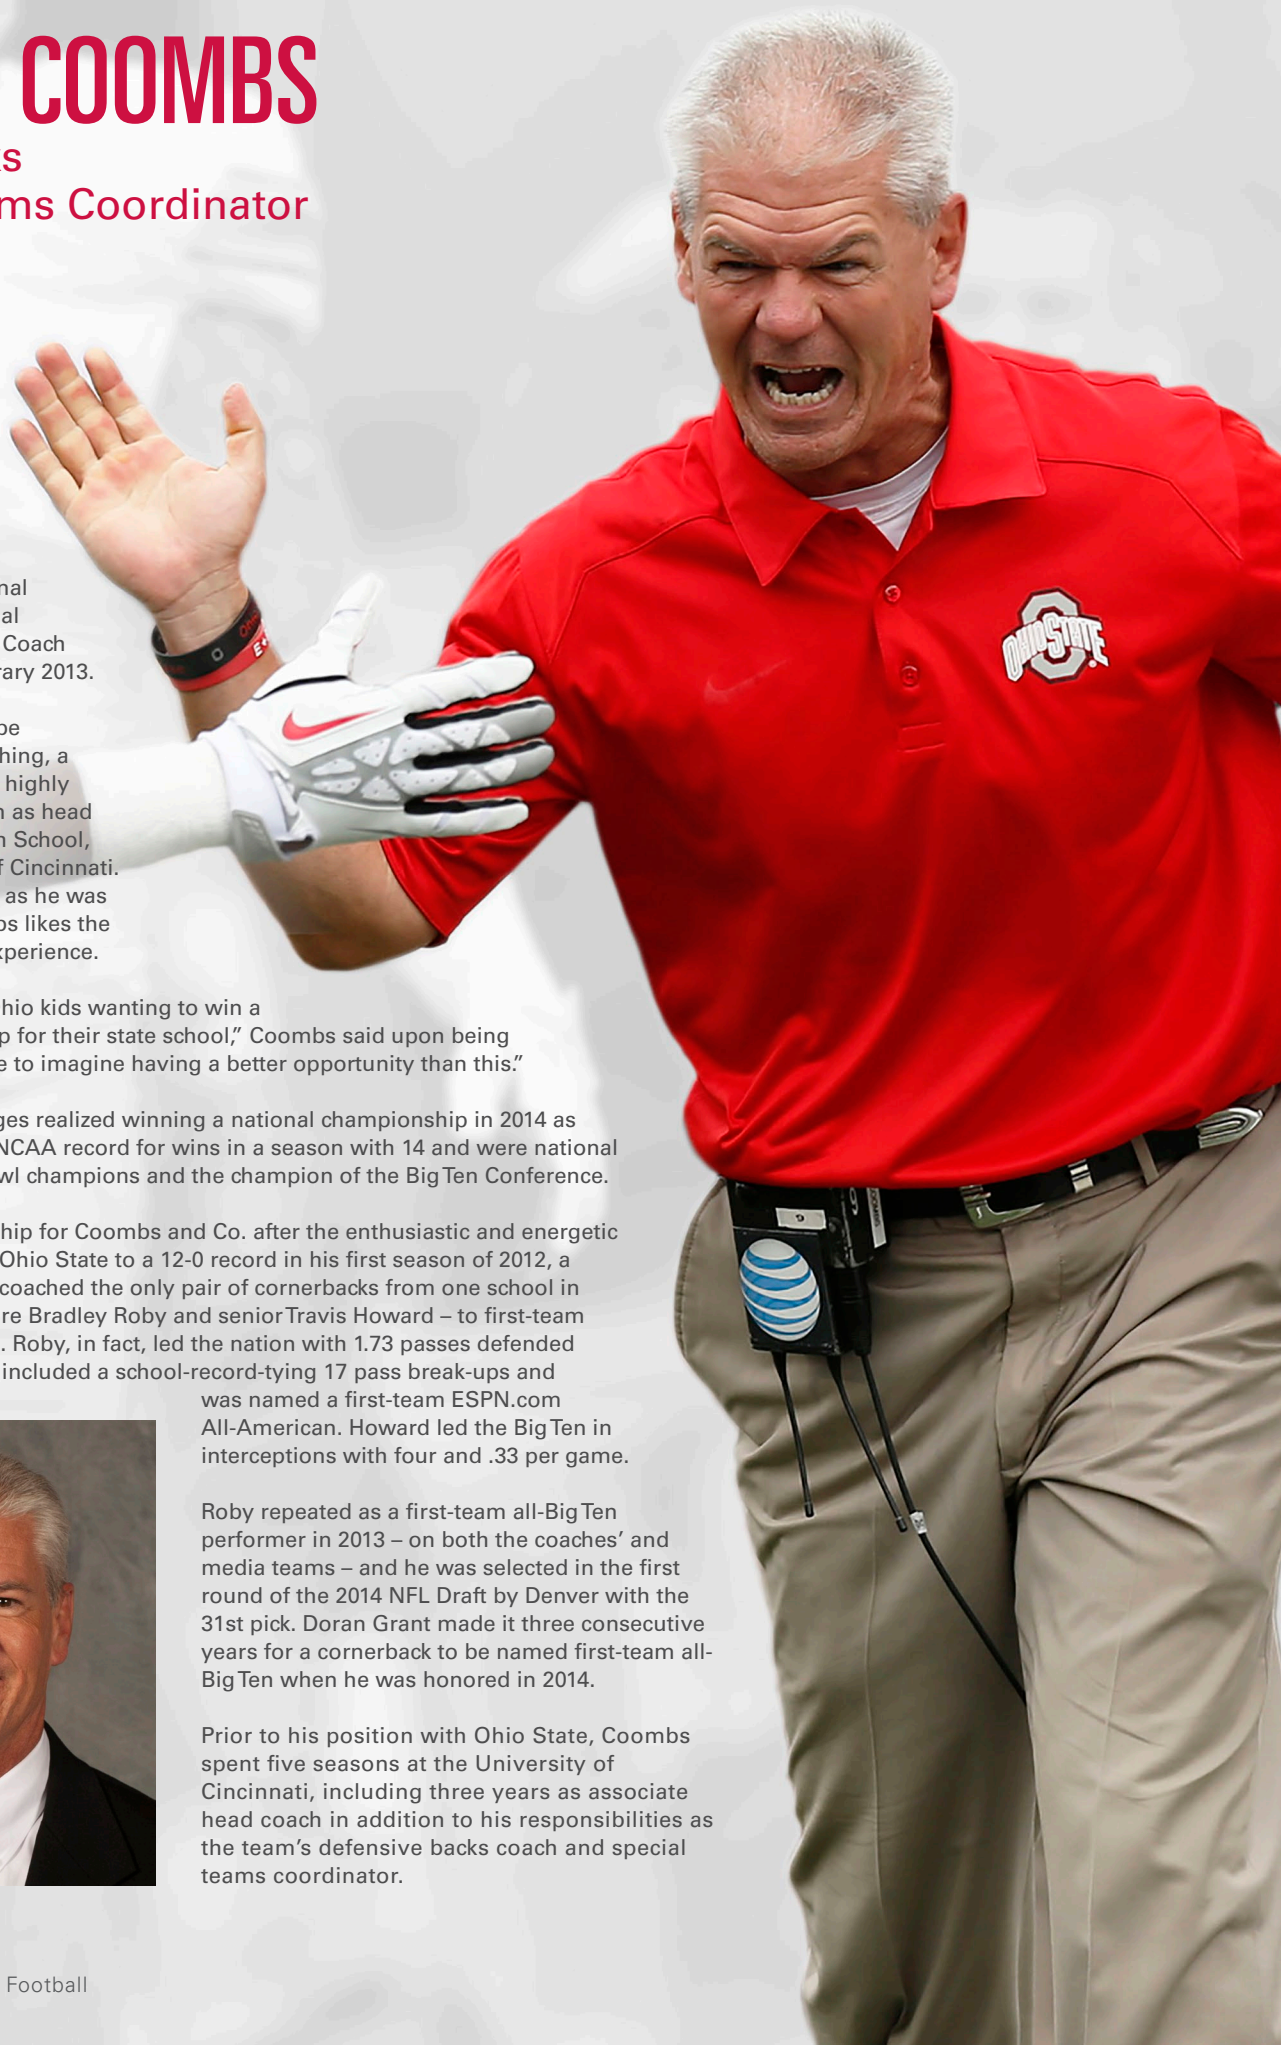 COOMBS
Coordinator
Coach
2013.
a
highly
as head
School,
Cincinnati.
as he was
likes the
kids wanting to win a
for their state school,” Coombs said upon being
to imagine having a better opportunity than this.”
realized winning a national championship in 2014 as
NCAA record for wins in a season with 14 and were national
champions and the champion of the Big Ten Conference.
for Coombs and Co. after the enthusiastic and energetic
Ohio State to a 12-0 record in his first season of 2012, a
coached the only pair of cornerbacks from one school in
Bradley Roby and senior Travis Howard – to first-team
. Roby, in fact, led the nation with 1.73 passes defended
included a school-record-tying 17 pass break-ups and
was named a first-team ESPN.com
All-American. Howard led the Big Ten in
interceptions with four and .33 per game.
Roby repeated as a first-team all-Big Ten
performer in 2013 – on both the coaches’ and
media teams – and he was selected in the first
round of the 2014 NFL Draft by Denver with the
31st pick. Doran Grant made it three consecutive
years for a cornerback to be named first-team all-
Big Ten when he was honored in 2014.
Prior to his position with Ohio State, Coombs
spent five seasons at the University of
Cincinnati, including three years as associate
head coach in addition to his responsibilities as
the team’s defensive backs coach and special
teams coordinator.
Football
OHIO STATE